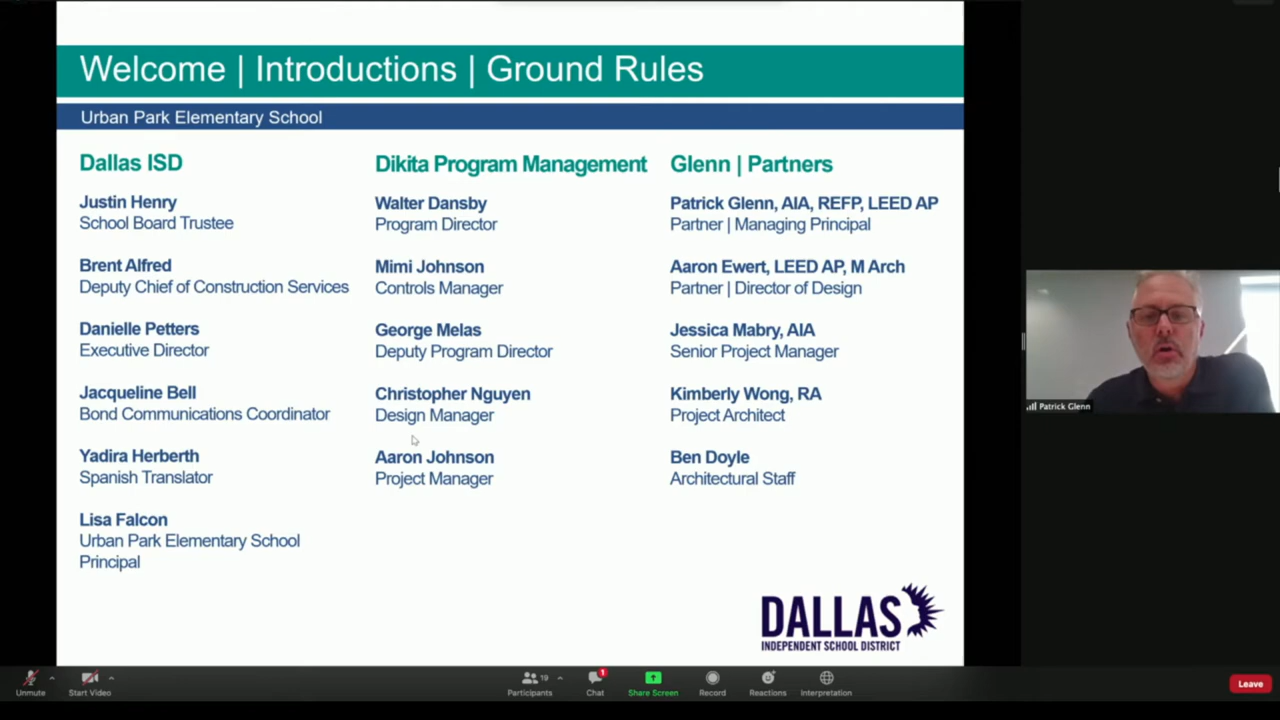 Welcome | Introductions | Ground Rules
Urban Park Elementary School
Dallas ISD
Justin Henry
School Board Trustee
Brent Alfred
Deputy Chief of Construction Services
Danielle Petters
Executive Director
Jacqueline Bell
Bond Communications Coordinator
Yadira Herberth
Spanish Translator
Lisa Falcon
Urban Park Elementary School
Principal
Dikita Program Management
Walter Dansby
Program Director
Mimi Johnson
Controls Manager
George Melas
Deputy Program Director
Christopher Nguyen
Design Manager
Aaron Johnson
Project Manager
Glenn | Partners
Patrick Glenn, AIA, REFP, LEED AP
Partner | Managing Principal
Aaron Ewert, LEED AP, M Arch
Partner | Director of Design
Jessica Mabry, AIA
Senior Project Manager
Kimberly Wong, RA
Project Architect
Ben Doyle
Architectural Staff
DALLAS
INDEPENDENT SCHOOL DISTRICT
Patrick Glenn
Unmute
Start Video
19
Participants
1
Chat
Share Screen
Record
Reactions
Interpretation
Leave